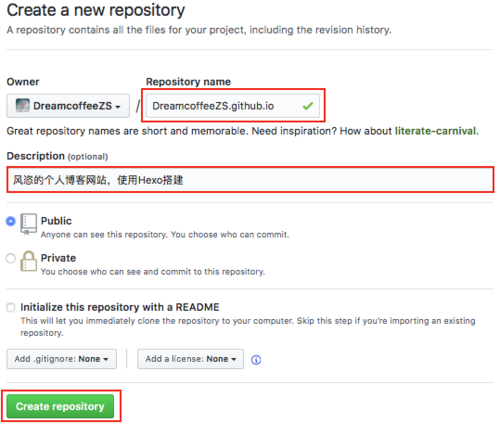 Create a new repository
A repository contains all the files for your project, including the revision history.
Owner Repository name
DreamcoffeeZS / DreamcoffeeZS.github.io
Great repository names are short and memorable. Need inspiration? How about literate-carnival.
Description (optional)
风恣的个人博客网站，使用Hexo搭建
Public
Anyone can see this repository. You choose who can commit.
Private
You choose who can see and commit to this repository.
Initialize this repository with a README
This will let you immediately clone the repository to your computer. Skip this step if you're importing an existing
repository.
Add .gitignore: None Add a license: None
Create repository